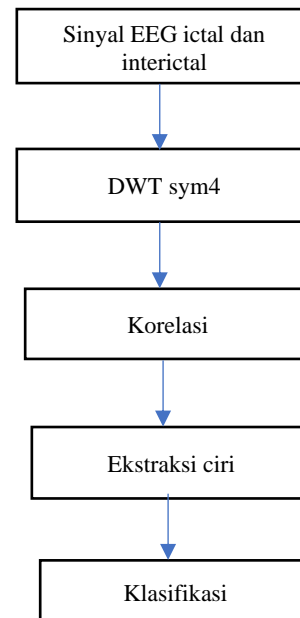 Sinyal EEG ictal dan
interictal
DWT sym4
Korelasi
Ekstraksi ciri
Klasifikasi